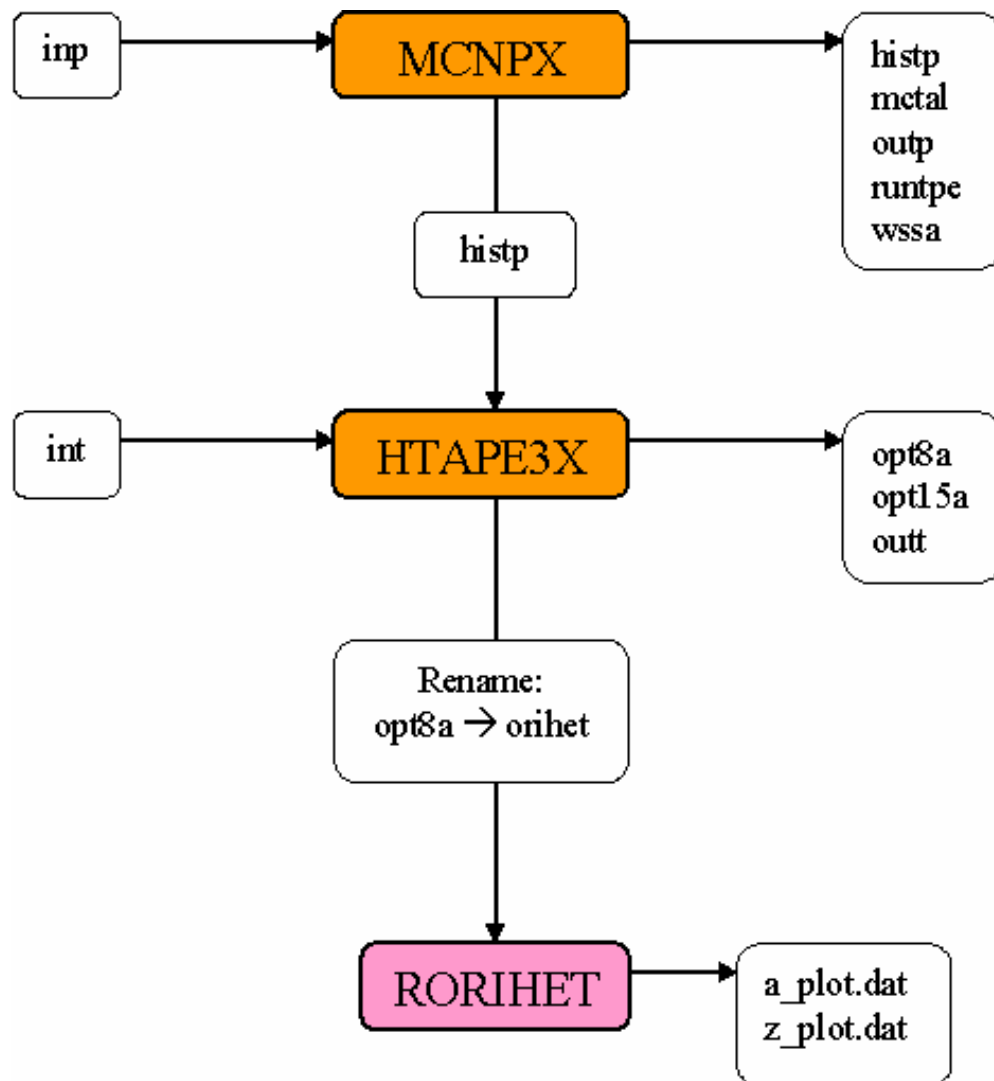 inp
MCNPX
histp
mctal
outp
runtpe
wssa
histp
int
HTAPE3X
opt8a
opt15a
outt
Rename:
opt8a → orihet
RORIHET
a_plot.dat
z_plot.dat